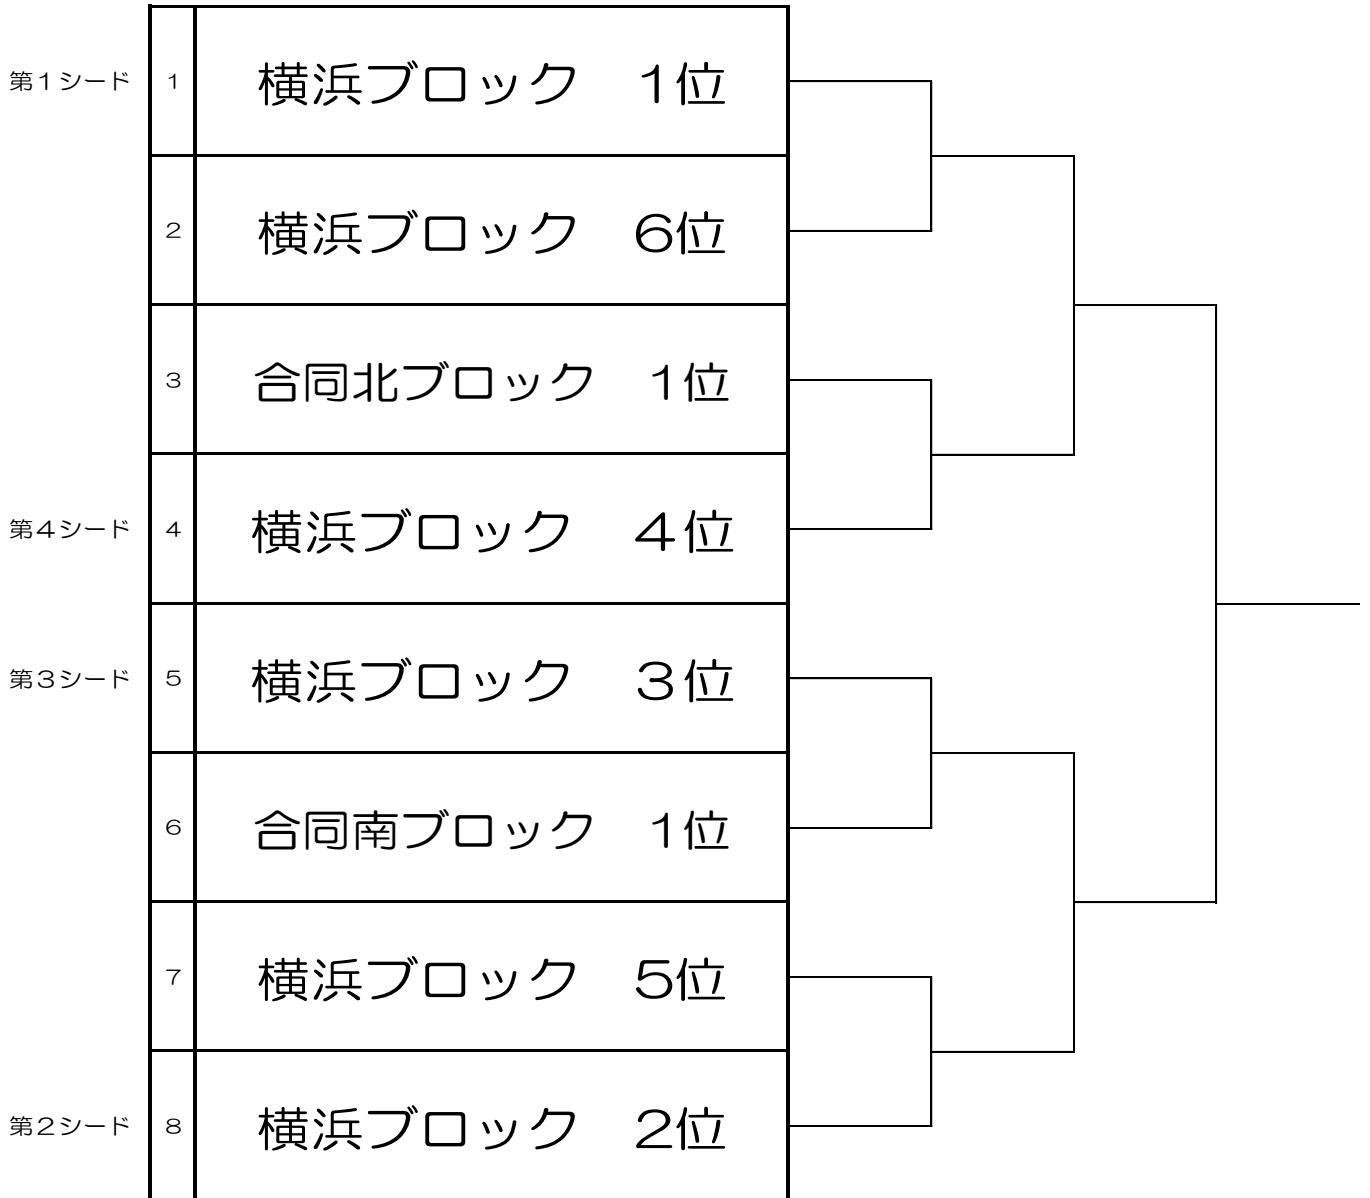 第1シード 1 横浜ブロック　1位
2 横浜ブロック　6位
3 合同北ブロック　1位
第4シード 4 横浜ブロック　4位
第3シード 5 横浜ブロック　3位
6 合同南ブロック　1位
7 横浜ブロック　5位
第2シード 8 横浜ブロック　2位